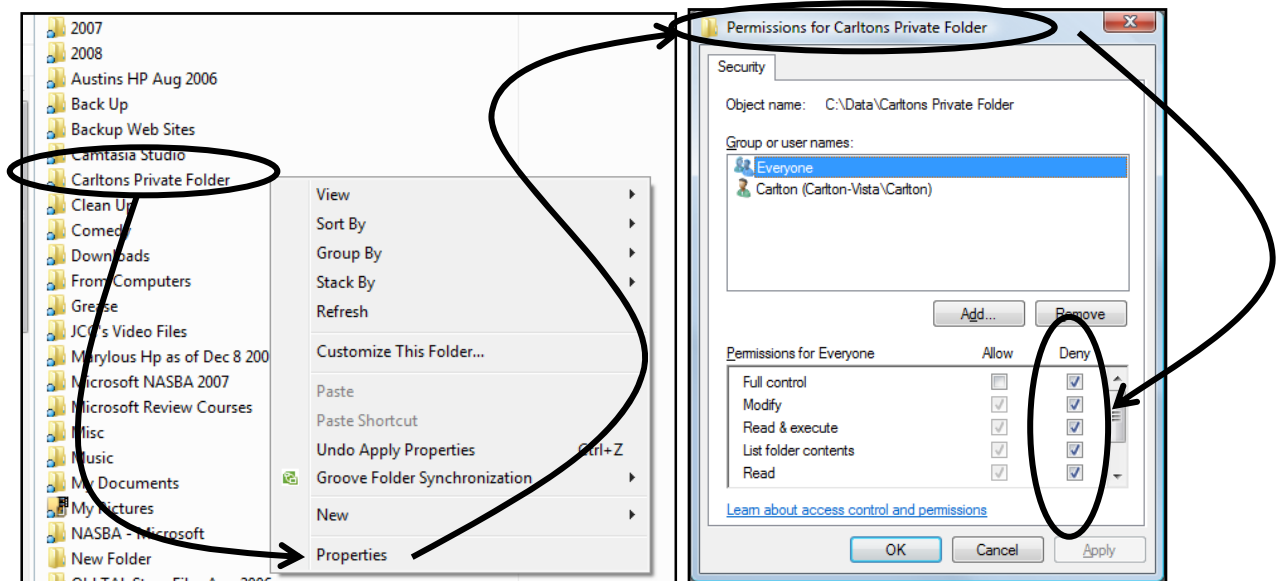 2007
2008
Austins HP Aug 2006
Back Up
Backup Web Sites
Camtasia Studio
Carltons Private Folder
Clean Up
Comedy
Downloads
From Computers
Grease
JCC's Video Files
Marylous Hp as of Dec 8 200
Microsoft NASBA 2007
Microsoft Review Courses
Misc
Music
My Documents
My Pictures
NASBA - Microsoft
New Folder
View
Sort By
Group By
Stack By
Refresh
Customize This Folder...
Paste
Paste Shortcut
Undo Apply Properties Ctrl+Z
Groove Folder Synchronization
New
Properties
Permissions for Carltons Private Folder
Security
Object name: C:\Data\Carltons Private Folder
Group or user names:
Everyone
Carlton (Carlton-Vista\Carlton)
Add... Remove
Permissions for Everyone Allow Deny
Full control
Modify
Read & execute
List folder contents
Read
Learn about access control and permissions
OK Cancel Apply